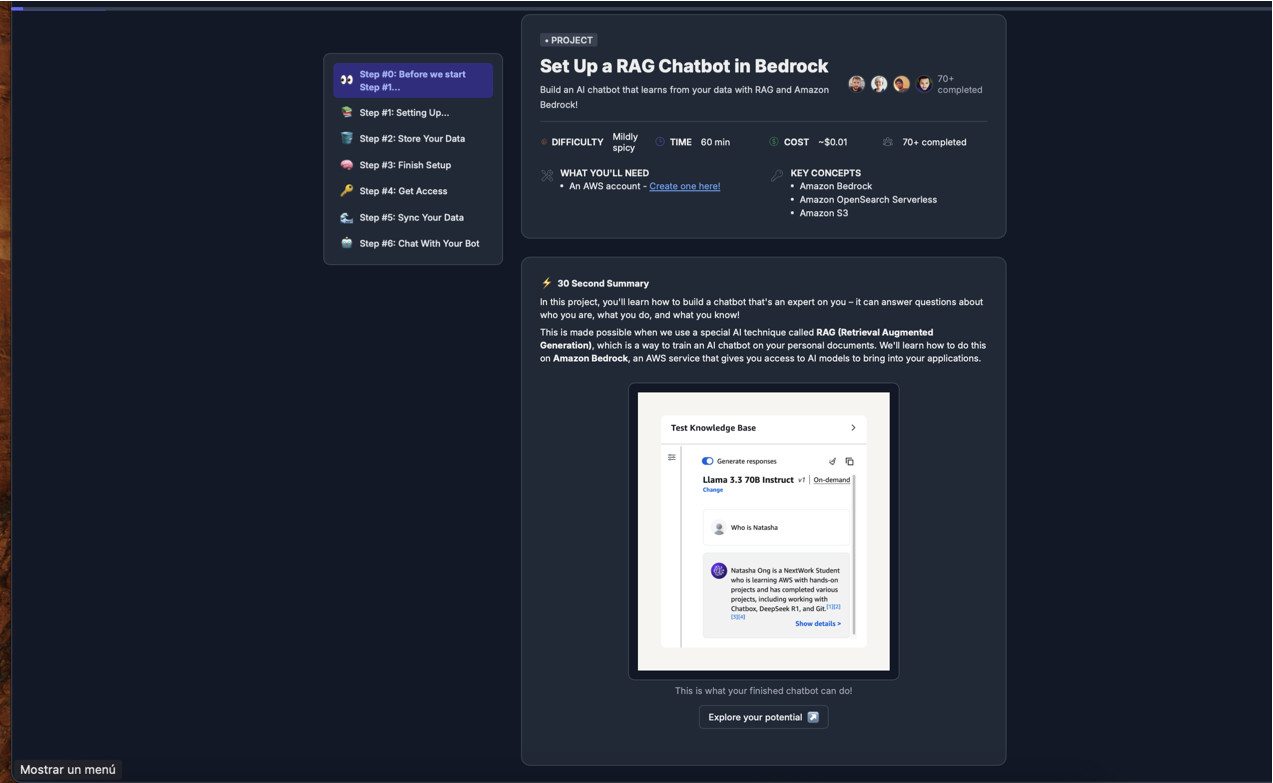 Step #0: Before we start
Step #1...
Step #1: Setting Up...
Step #2: Store Your Data
Step #3: Finish Setup
Step #4: Get Access
Step #5: Sync Your Data
Step #6: Chat With Your Bot
• PROJECT
Set Up a RAG Chatbot in Bedrock
Build an AI chatbot that learns from your data with RAG and Amazon
Bedrock!
70+
completed
DIFFICULTY Mildly
spicy
TIME 60 min
COST ~$0.01
70+ completed
WHAT YOU'LL NEED
• An AWS account - Create one here!
KEY CONCEPTS
• Amazon Bedrock
• Amazon OpenSearch Serverless
• Amazon S3
⚡ 30 Second Summary
In this project, you'll learn how to build a chatbot that's an expert on you – it can answer questions about
who you are, what you do, and what you know!
This is made possible when we use a special AI technique called RAG (Retrieval Augmented
Generation), which is a way to train an AI chatbot on your personal documents. We'll learn how to do this
on Amazon Bedrock, an AWS service that gives you access to AI models to bring into your applications.
Test Knowledge Base
Generate responses
Llama 3.3 70B Instruct v1 | On-demand
Change
Who is Natasha
Natasha Ong is a NextWork Student
who is learning AWS with hands-on
projects and has completed various
projects, including working with
Chatbox, DeepSeek R1, and Git.[1][2]
[3][4]
Show details >
This is what your finished chatbot can do!
Explore your potential
Mostrar un menú